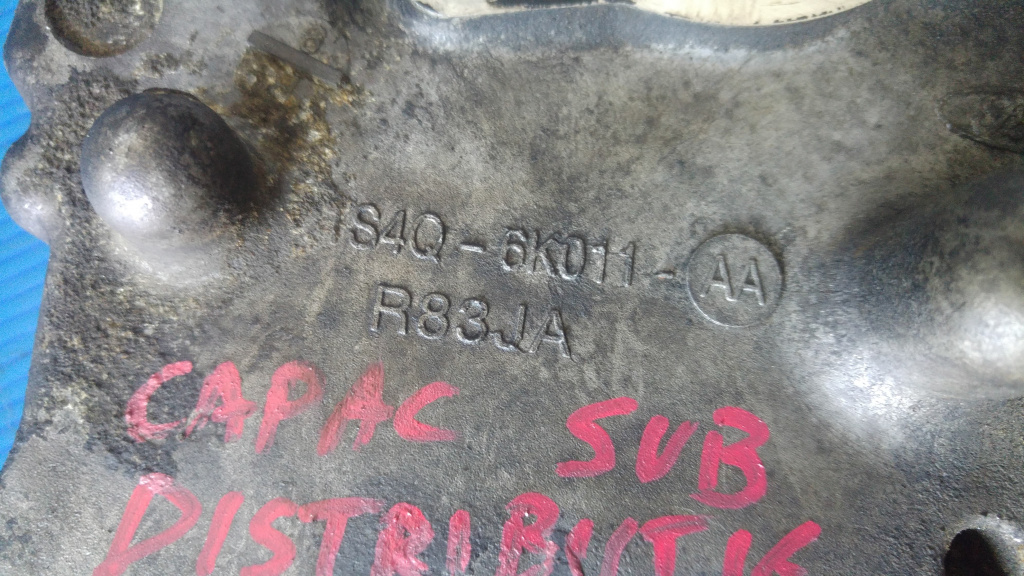 1S4Q-6K011-AA
R83JA
CAPAC SUB
DISTRIBUTIE